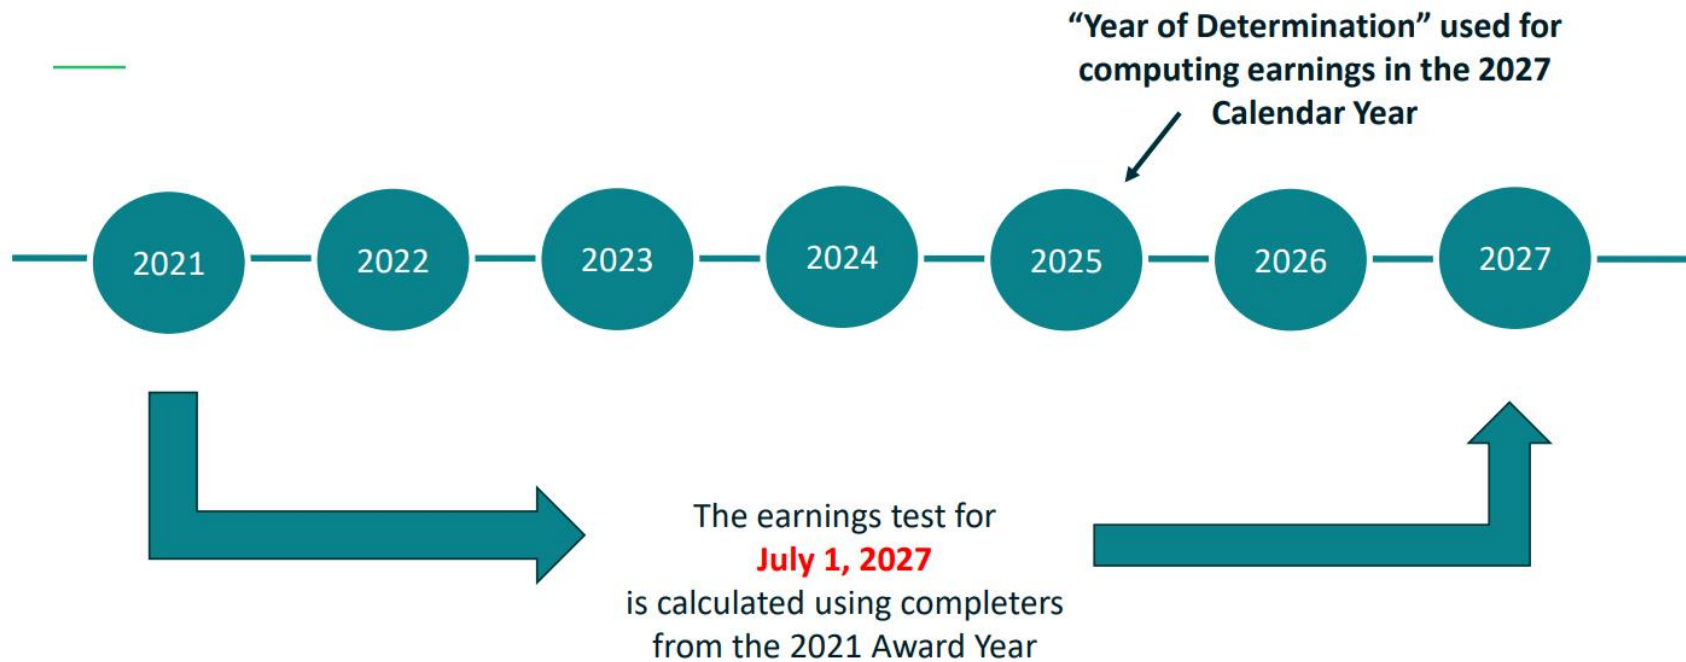 “Year of Determination” used for
computing earnings in the 2027
Calendar Year
2021
2022
2023
2024
2025
2026
2027
The earnings test for
July 1, 2027
is calculated using completers
from the 2021 Award Year